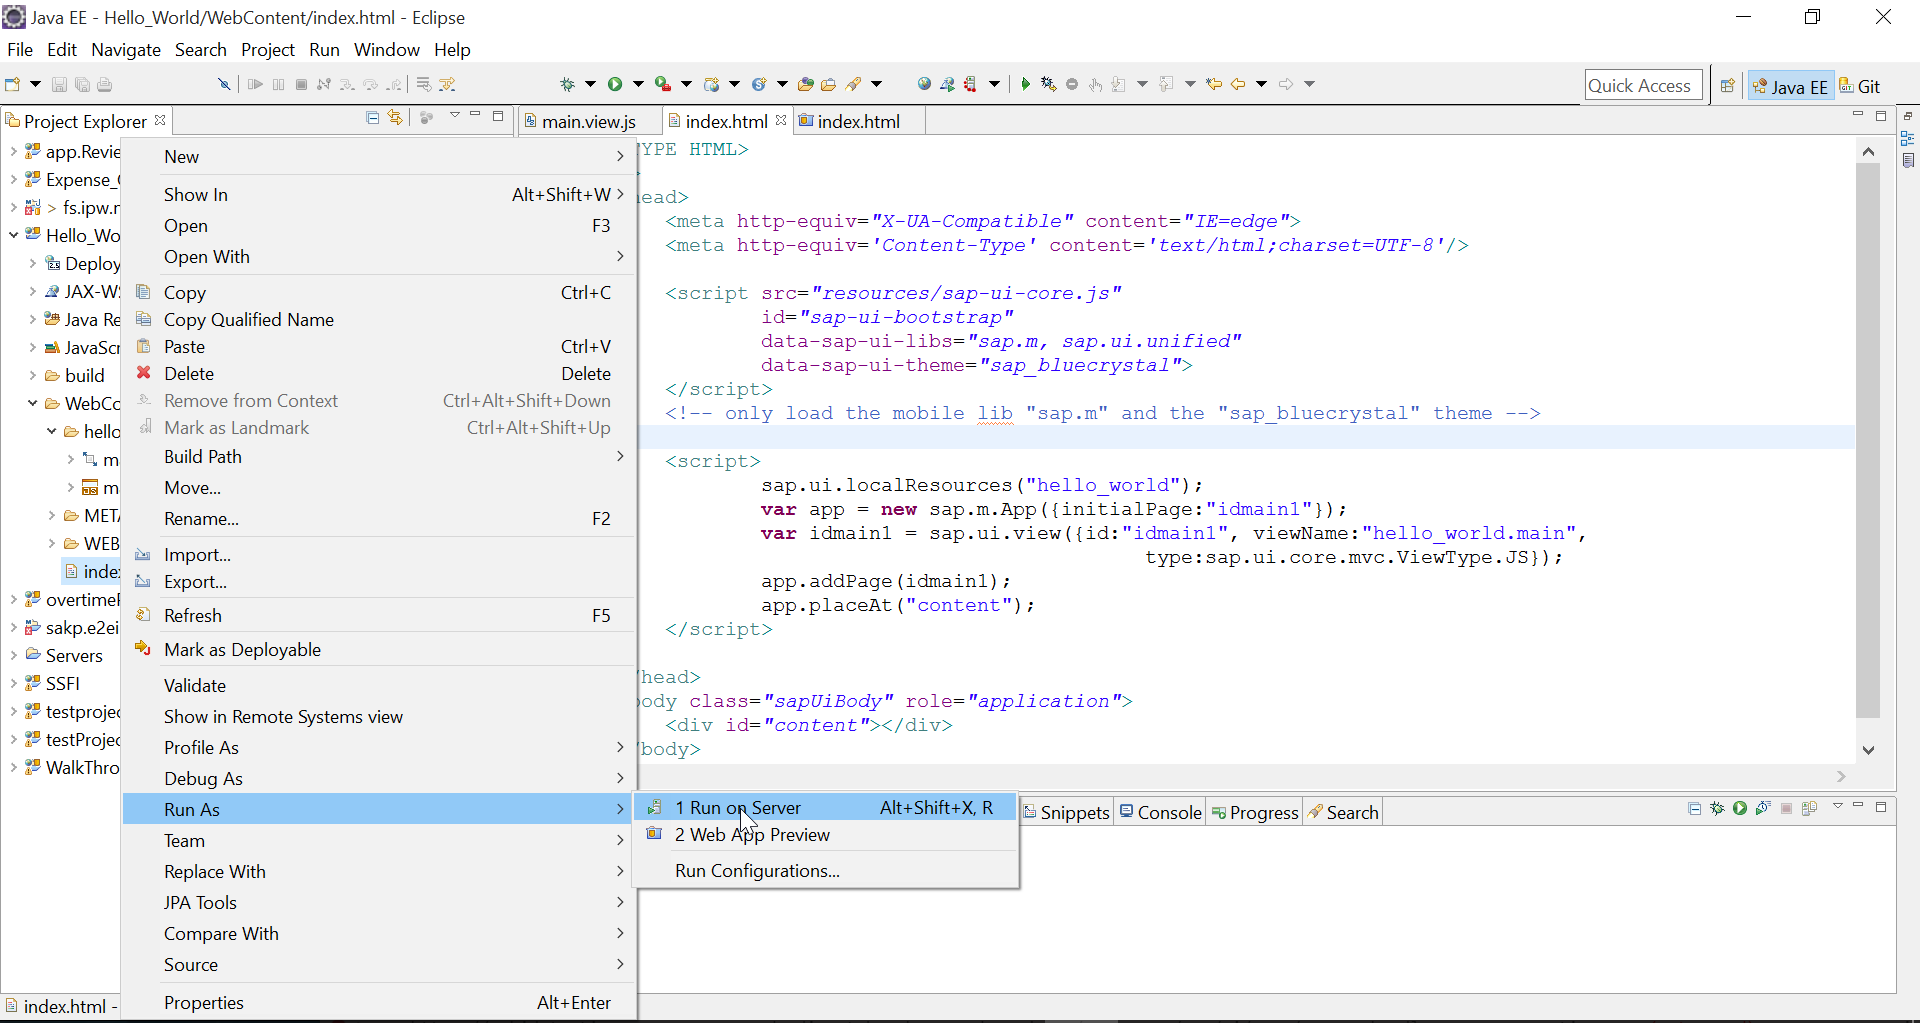 Java EE - Hello_World/WebContent/index.html - Eclipse
File Edit Navigate Search Project Run Window Help
Quick Access
Java EE
Git
Project Explorer
main.view.js
index.html
index.html
app.Revie
Expense_
> fs.ipw.r
Hello_Wo
Deploy
JAX-W
Java Re
JavaScr
build
WebCo
hello
m
m
META
WEB
inde
overtime
sakp.e2ei
Servers
SSFI
testprojec
testProjec
WalkThro
New
Show In Alt+Shift+W
Open F3
Open With
Copy Ctrl+C
Copy Qualified Name
Paste Ctrl+V
Delete Delete
Remove from Context Ctrl+Alt+Shift+Down
Mark as Landmark Ctrl+Alt+Shift+Up
Build Path
Move...
Rename... F2
Import...
Export...
Refresh F5
Mark as Deployable
Validate
Show in Remote Systems view
Profile As
Debug As
Run As
Team
Replace With
JPA Tools
Compare With
Source
Properties Alt+Enter
1 Run on Server Alt+Shift+X, R
2 Web App Preview
Run Configurations...
YPE HTML>
ead>
<meta http-equiv="X-UA-Compatible" content="IE=edge">
<meta http-equiv='Content-Type' content='text/html;charset=UTF-8'/>
<script src="resources/sap-ui-core.js"
id="sap-ui-bootstrap"
data-sap-ui-libs="sap.m, sap.ui.unified"
data-sap-ui-theme="sap_bluecrystal">
</script>
<!-- only load the mobile lib "sap.m" and the "sap_bluecrystal" theme -->
<script>
sap.ui.localResources("hello_world");
var app = new sap.m.App({initialPage:"idmain1"});
var idmain1 = sap.ui.view({id:"idmain1", viewName:"hello_world.main",
type:sap.ui.core.mvc.ViewType.JS});
app.addPage(idmain1);
app.placeAt("content");
</script>
head>
ody class="sapUiBody" role="application">
<div id="content"></div>
body>
Snippets
Console
Progress
Search
index.html -